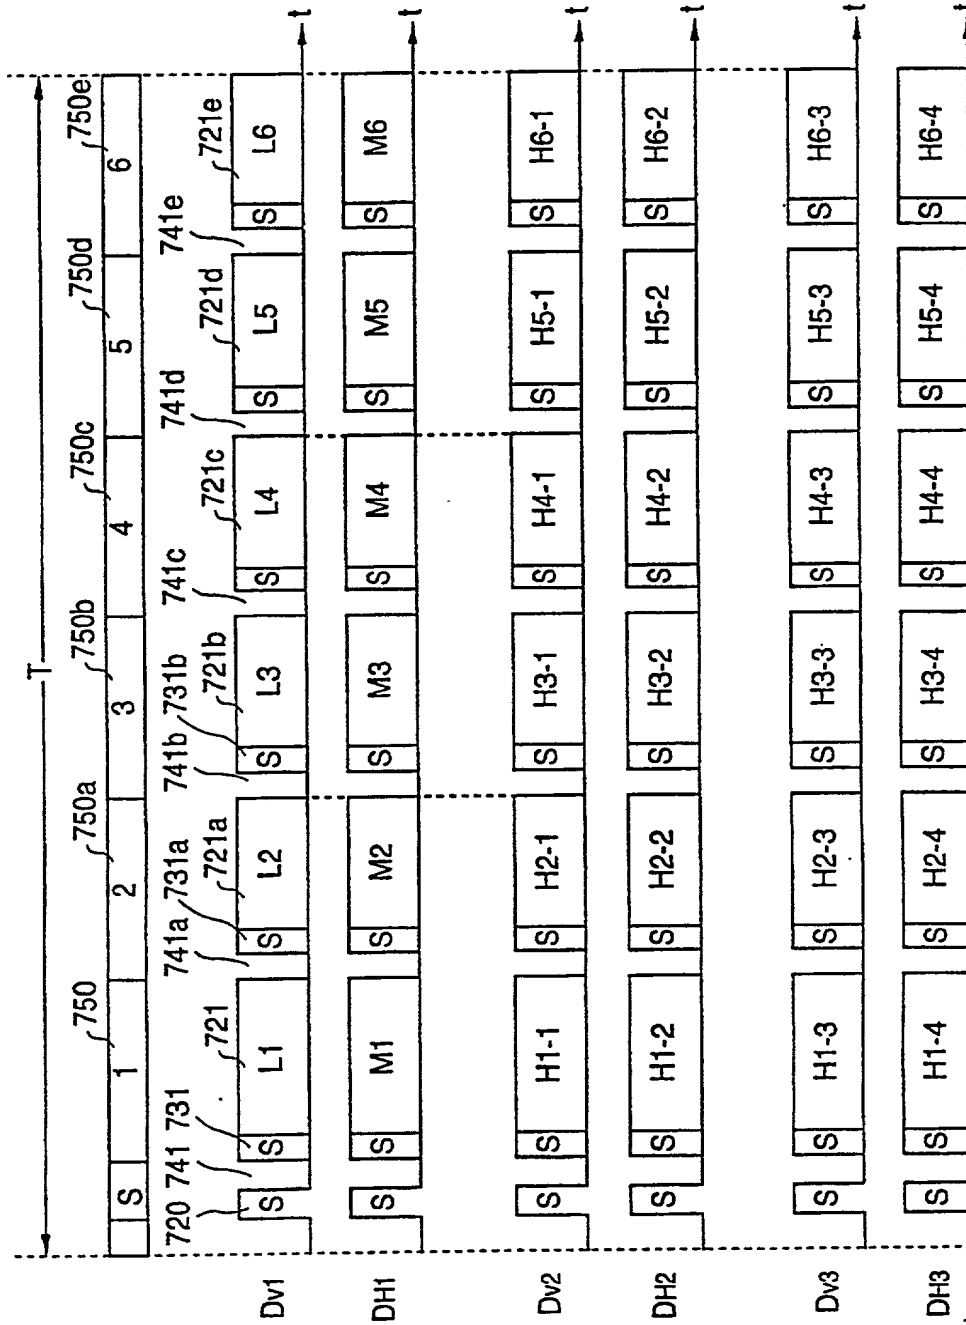 T
750 750a 750b 750c 750d 750e
S 1 2 3 4 5 6
720 741 731 721 741a 731a 721a 741b 731b 721b 741c 721c 741d 721d 741e 721e
Dv1 S S L1 S L2 S L3 S L4 S L5 S L6 t
DH1 S S M1 S M2 S M3 S M4 S M5 S M6 t
Dv2 S S H1-1 S H2-1 S H3-1 S H4-1 S H5-1 S H6-1 t
DH2 S S H1-2 S H2-2 S H3-2 S H4-2 S H5-2 S H6-2 t
Dv3 S S H1-3 S H2-3 S H3-3 S H4-3 S H5-3 S H6-3 t
DH3 S S H1-4 S H2-4 S H3-4 S H4-4 S H5-4 S H6-4 t